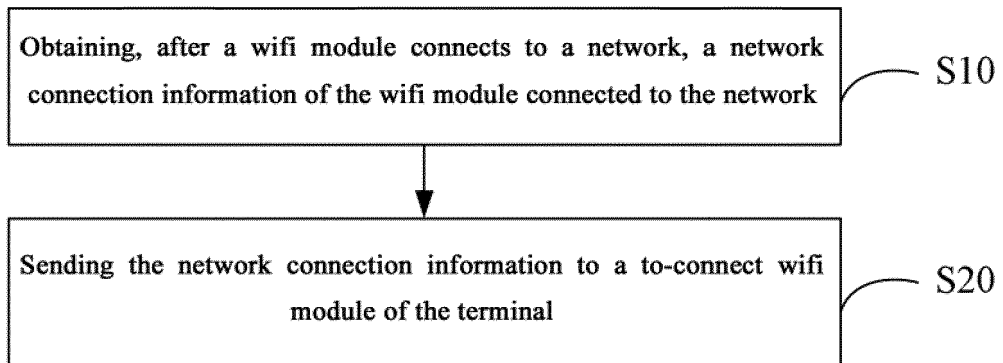 Obtaining, after a wifi module connects to a network, a network
connection information of the wifi module connected to the network
S10
Sending the network connection information to a to-connect wifi
module of the terminal
S20